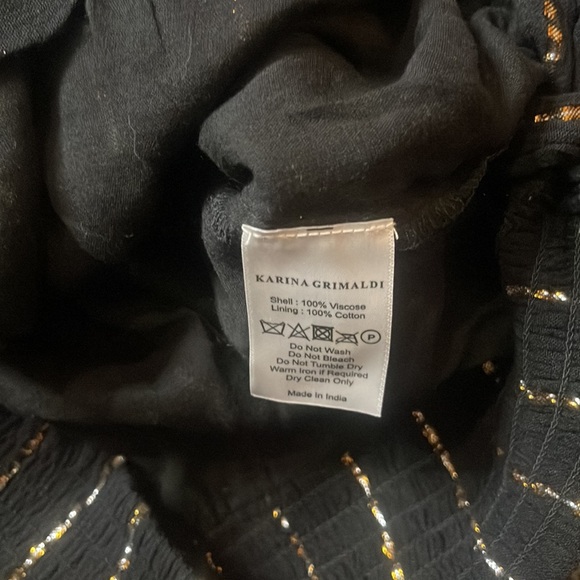 KARINA GRIMALDI
Shell : 100% Viscose
Lining : 100% Cotton
P
Do Not Wash
Do Not Bleach
Do Not Tumble Dry
Warm Iron if Required
Dry Clean Only
Made in India